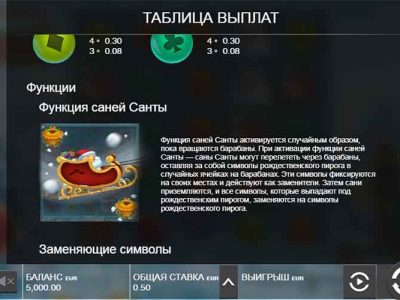 ТАБЛИЦА ВЫПЛАТ
4 0.30 4 0.30
3 0.08 3 0.08
Функции
Функция саней Санты
Функция саней Санты активируется случайным образом,
пока вращаются барабаны. При активации функции саней
Санты — саны Санты могут перелететь через барабаны,
оставляя за собой символы рождественского пирога в
случайных ячейках на барабанах. Эти символы фиксируются
на своих местах и действуют как заменители. Затем сани
приземляются, и все символы, которые выпадают под
рождественским пирогом, заменяются на символы
рождественского пирога.
Заменяющие символы
БАЛАНС EUR ОБЩАЯ СТАВКА EUR ВЫИГРЫШ EUR
5,000.00 0.50